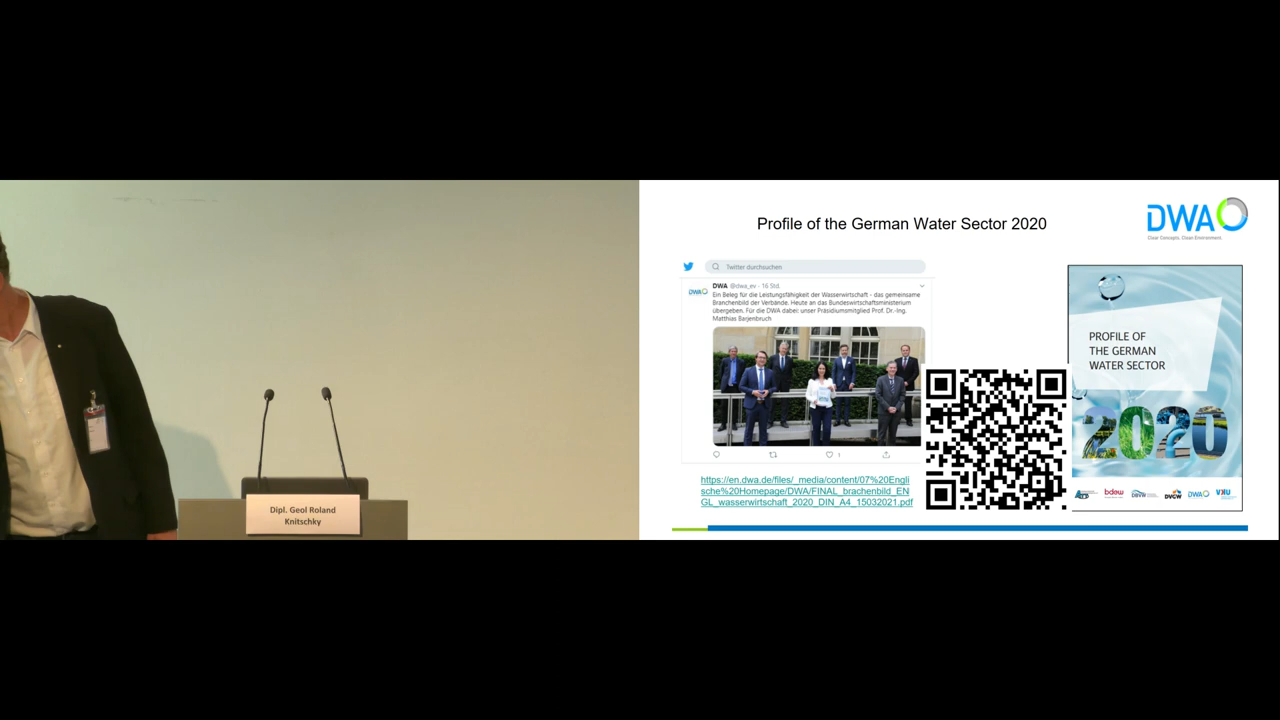 Dipl. Geol Roland
Knitschky
Profile of the German Water Sector 2020
DWA
Clear Concepts. Clean Environment.
Twitter durchsuchen
DWA
DWA @dwa_ev · 16 Std.
Ein Beleg für die Leistungsfähigkeit der Wasserwirtschaft - das gemeinsame
Branchenbild der Verbände. Heute an das Bundeswirtschaftsministerium
übergeben. Für die DWA dabei: unser Präsidiumsmitglied Prof. Dr.-Ing.
Matthias Barjenbruch
1
https://en.dwa.de/files/_media/content/07%20Engli
sche%20Homepage/DWA/FINAL_brachenbild_EN
GL_wasserwirtschaft_2020_DIN_A4_15032021.pdf
PROFILE OF
THE GERMAN
WATER SECTOR
2020
bdew DBVW DVGW DWA VKU